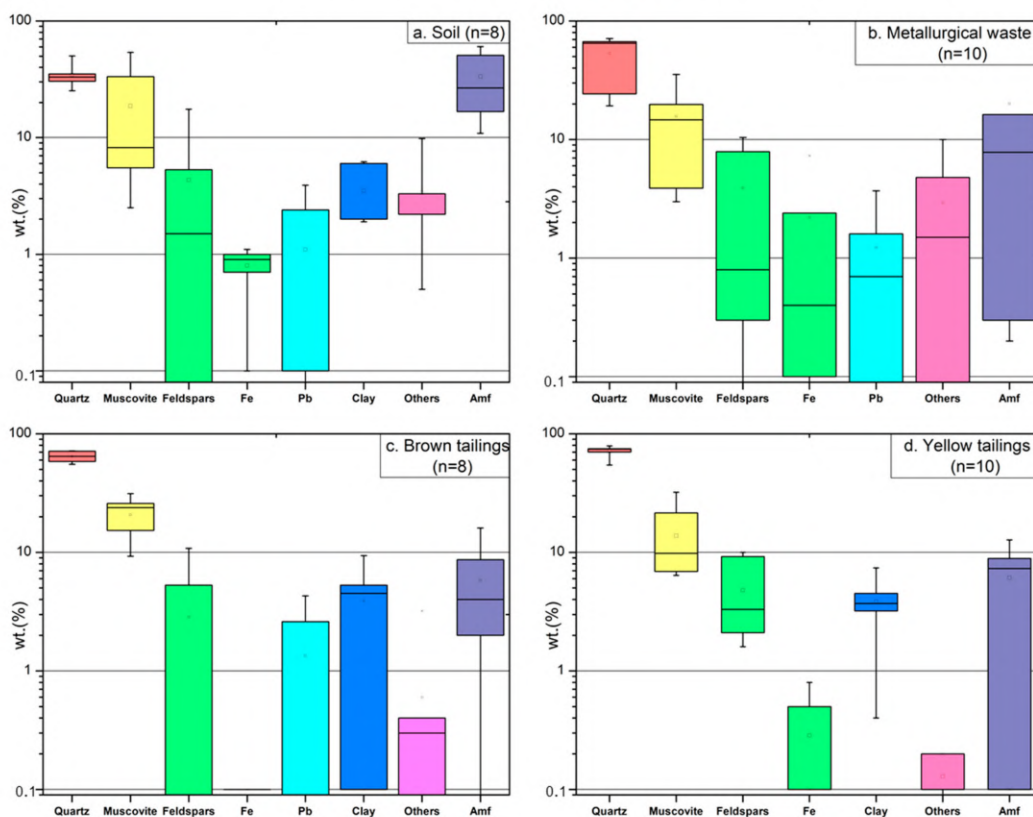 a. Soil (n=8)
wt.(%)
100
10
1
0.1
Quartz Muscovite Feldspars Fe Pb Clay Others Amf
b. Metallurgical waste
(n=10)
wt.(%)
100
10
1
0.1
Quartz Muscovite Feldspars Fe Pb Others Amf
c. Brown tailings
(n=8)
wt.(%)
100
10
1
0.1
Quartz Muscovite Feldspars Fe Pb Clay Others Amf
d. Yellow tailings
(n=10)
wt.(%)
100
10
1
0.1
Quartz Muscovite Feldspars Fe Clay Others Amf